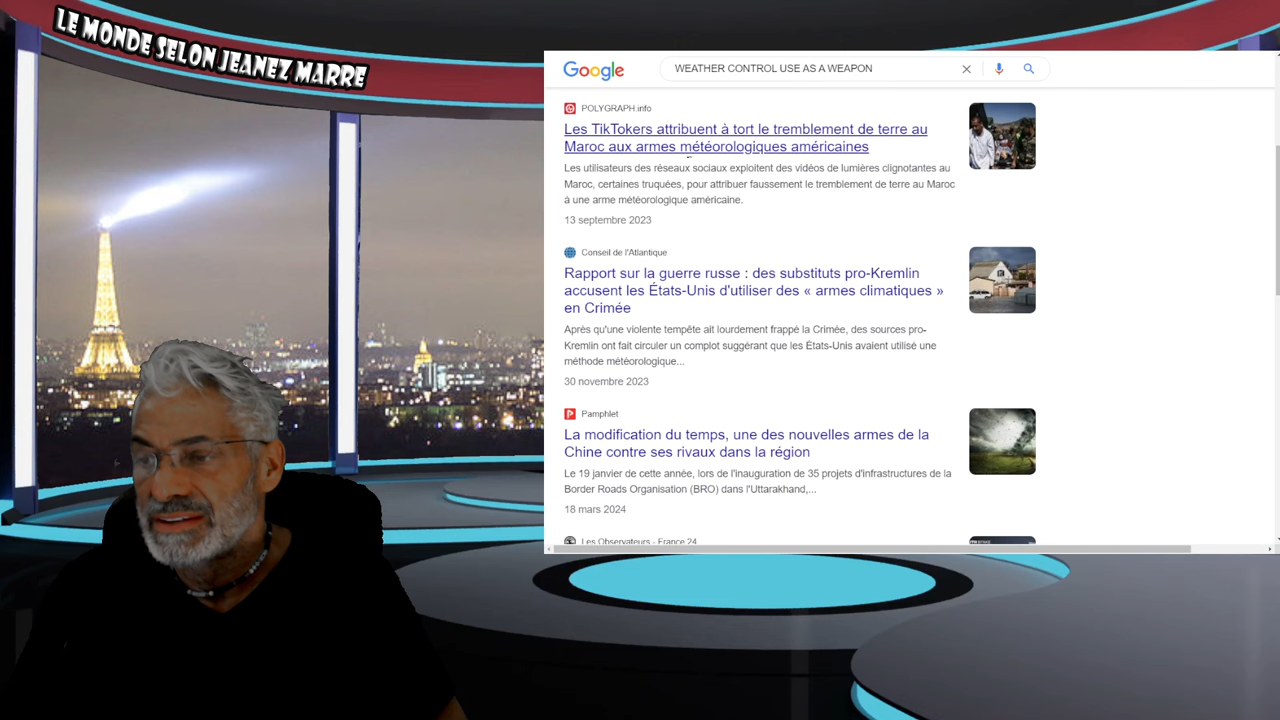 LE MONDE SELON JEANEZ MARRE
Google
WEATHER CONTROL USE AS A WEAPON
POLYGRAPH.info
Les TikTokers attribuent à tort le tremblement de terre au
Maroc aux armes météorologiques américaines
Les utilisateurs des réseaux sociaux exploitent des vidéos de lumières clignotantes au
Maroc, certaines truquées, pour attribuer faussement le tremblement de terre au Maroc
à une arme météorologique américaine.
13 septembre 2023
Conseil de l'Atlantique
Rapport sur la guerre russe : des substituts pro-Kremlin
accusent les États-Unis d'utiliser des « armes climatiques »
en Crimée
Après qu'une violente tempête ait lourdement frappé la Crimée, des sources pro-
Kremlin ont fait circuler un complot suggérant que les États-Unis avaient utilisé une
méthode météorologique...
30 novembre 2023
Pamphlet
La modification du temps, une des nouvelles armes de la
Chine contre ses rivaux dans la région
Le 19 janvier de cette année, lors de l'inauguration de 35 projets d'infrastructures de la
Border Roads Organisation (BRO) dans l'Uttarakhand,...
18 mars 2024
Les Observateurs - France 24